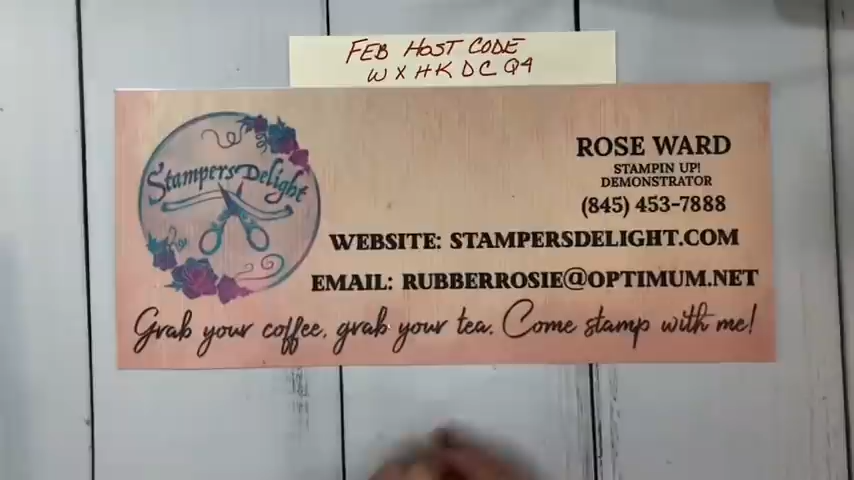 FEB HOST CODE
WXHKDCQ4
Stampers Delight
ROSE WARD
STAMPIN UP!
DEMONSTRATOR
(845) 453-7888
WEBSITE: STAMPERSDELIGHT.COM
EMAIL: RUBBERROSIE@OPTIMUM.NET
Grab your coffee, grab your tea. Come stamp with me!